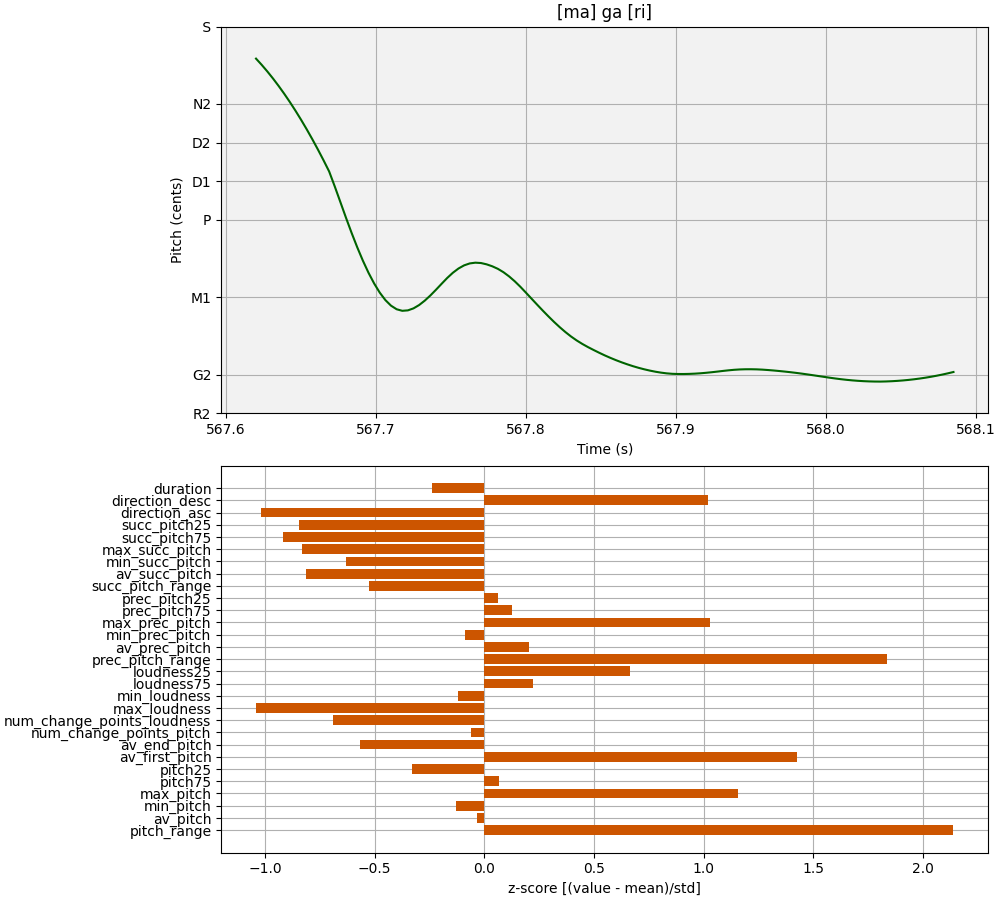 [ma] ga [ri]
S
N2
D2
D1
P
M1
G2
R2
Pitch (cents)
567.6 567.7 567.8 567.9 568.0 568.1
Time (s)
duration
direction_desc
direction_asc
succ_pitch25
succ_pitch75
max_succ_pitch
min_succ_pitch
av_succ_pitch
succ_pitch_range
prec_pitch25
prec_pitch75
max_prec_pitch
min_prec_pitch
av_prec_pitch
prec_pitch_range
loudness25
loudness75
min_loudness
max_loudness
num_change_points_loudness
num_change_points_pitch
av_end_pitch
av_first_pitch
pitch25
pitch75
max_pitch
min_pitch
av_pitch
pitch_range
−1.0 −0.5 0.0 0.5 1.0 1.5 2.0
z-score [(value - mean)/std]